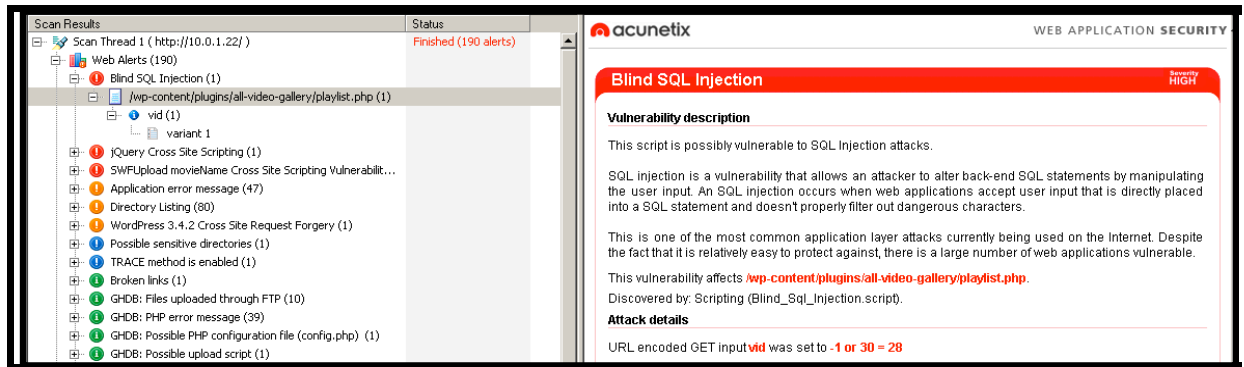 Scan Results
Status
Scan Thread 1 ( http://10.0.1.22/ )
Finished (190 alerts)
Web Alerts (190)
Blind SQL Injection (1)
/wp-content/plugins/all-video-gallery/playlist.php (1)
vid (1)
variant 1
jQuery Cross Site Scripting (1)
SWFUpload movieName Cross Site Scripting Vulnerabilit...
Application error message (47)
Directory Listing (80)
WordPress 3.4.2 Cross Site Request Forgery (1)
Possible sensitive directories (1)
TRACE method is enabled (1)
Broken links (1)
GHDB: Files uploaded through FTP (10)
GHDB: PHP error message (39)
GHDB: Possible PHP configuration file (config.php) (1)
GHDB: Possible upload script (1)
acunetix
WEB APPLICATION SECURITY
Blind SQL Injection
Severity
HIGH
Vulnerability description
This script is possibly vulnerable to SQL Injection attacks.
SQL injection is a vulnerability that allows an attacker to alter back-end SQL statements by manipulating
the user input. An SQL injection occurs when web applications accept user input that is directly placed
into a SQL statement and doesn't properly filter out dangerous characters.
This is one of the most common application layer attacks currently being used on the Internet. Despite
the fact that it is relatively easy to protect against, there is a large number of web applications vulnerable.
This vulnerability affects /wp-content/plugins/all-video-gallery/playlist.php.
Discovered by: Scripting (Blind_Sql_Injection.script).
Attack details
URL encoded GET input vid was set to -1 or 30 = 28